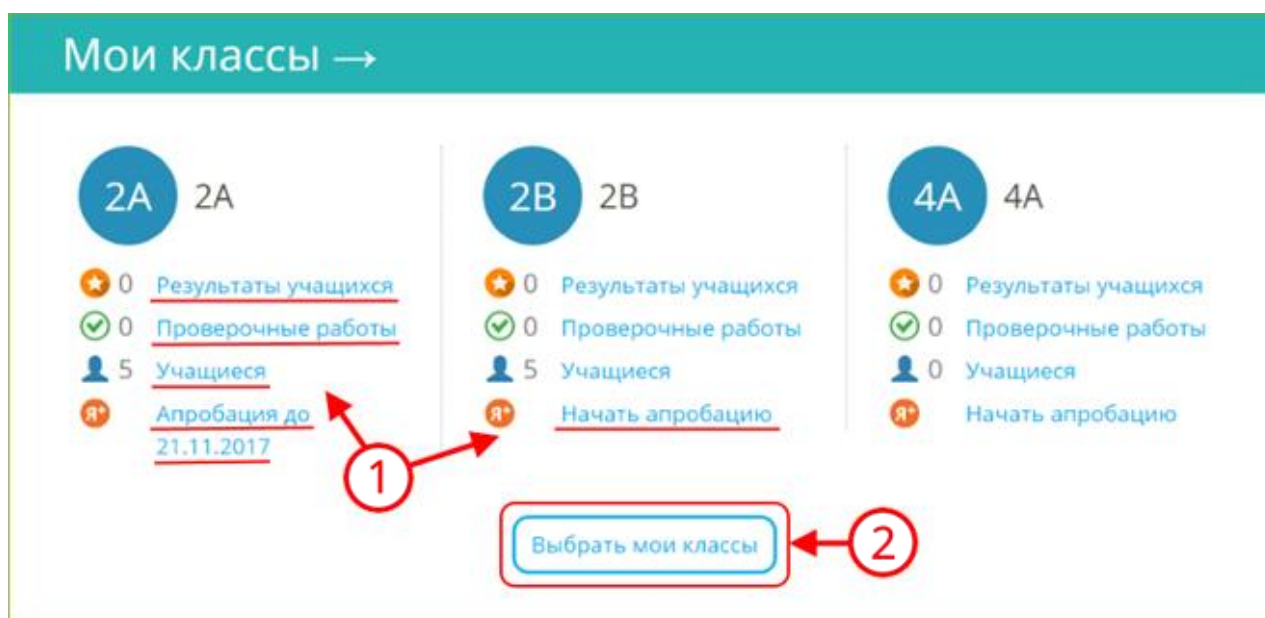 Мои классы →
2А 2А
0 Результаты учащихся
0 Проверочные работы
5 Учащиеся
Я+ Апробация до
21.11.2017
2В 2В
0 Результаты учащихся
0 Проверочные работы
5 Учащиеся
Я+ Начать апробацию
4А 4А
0 Результаты учащихся
0 Проверочные работы
0 Учащиеся
Я+ Начать апробацию
1
Выбрать мои классы
2